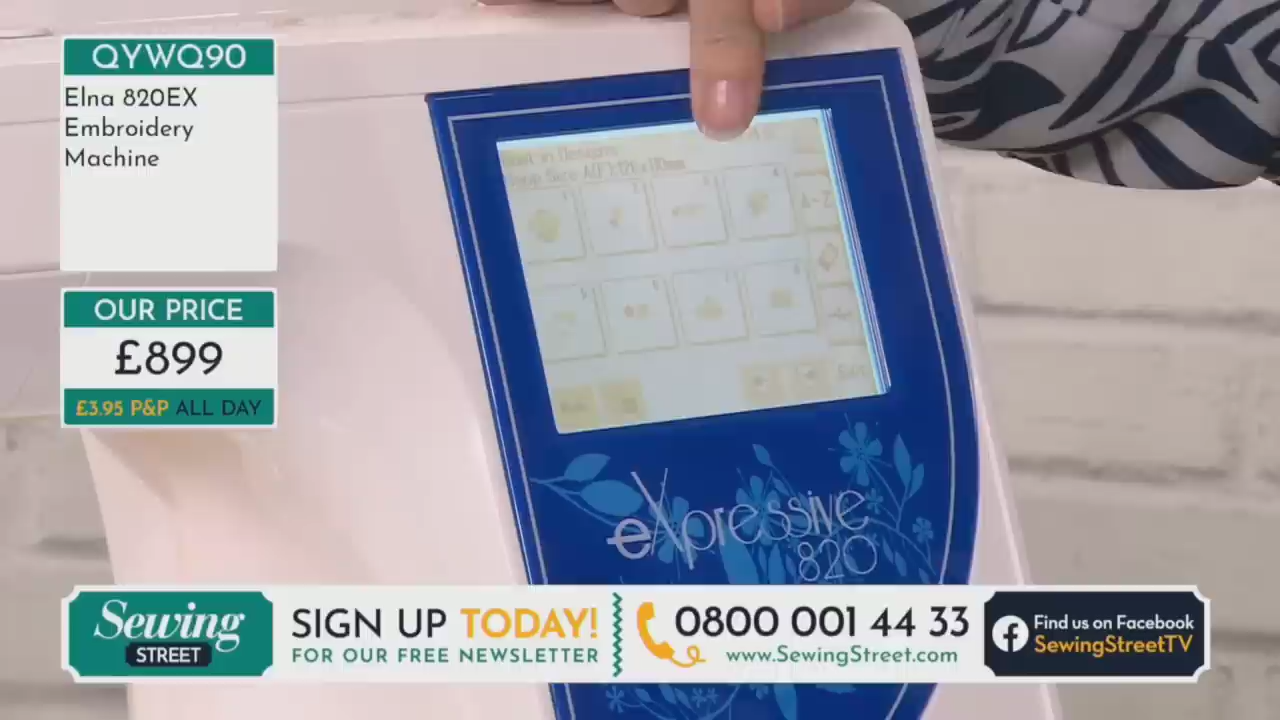 QYWQ90
Elna 820EX
Embroidery
Machine
OUR PRICE
£899
£3.95 P&P ALL DAY
A-Z
eXpressive
820
Sewing
STREET
SIGN UP TODAY!
FOR OUR FREE NEWSLETTER
0800 001 44 33
www.SewingStreet.com
Find us on Facebook
SewingStreetTV